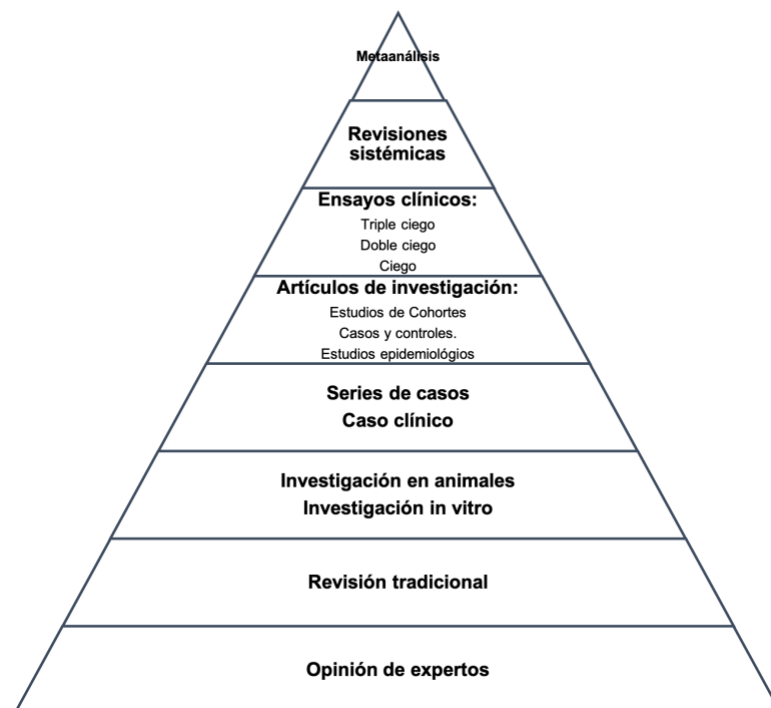 Metaanálisis
Revisiones
sistémicas
Ensayos clínicos:
Triple ciego
Doble ciego
Ciego
Artículos de investigación:
Estudios de Cohortes
Casos y controles.
Estudios epidemiológios
Series de casos
Caso clínico
Investigación en animales
Investigación in vitro
Revisión tradicional
Opinión de expertos